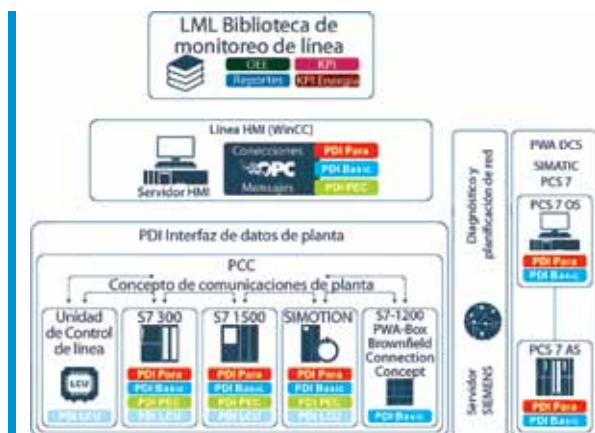 LML Biblioteca de
monitoreo de línea
OEE
KPI
Reportes
KPI Energía
Línea HMI (WinCC)
Conecciones
OPC
Mensajes
PDI Para
PDI Basic
PDI PEC
Servidor HMI
PDI Interfaz de datos de planta
PCC
Concepto de comunicaciones de planta
Unidad
de Control
de línea
LCU
PDI LCU
S7 300
PDI Para
PDI Basic
PDI PEC
PDI LCU
S7 1500
PDI Para
PDI Basic
PDI PEC
PDI LCU
SIMOTION
PDI Para
PDI Basic
PDI PEC
PDI LCU
S7-1200
PWA-Box
Brownfield
Connection
Concept
PDI Basic
Diagnóstico y
planificación de red
Servidor
SIEMENS
PWA DCS
SIMATIC
PCS 7
PCS 7 OS
PDI Para
PDI Basic
PCS 7 AS
PDI Para
PDI Basic